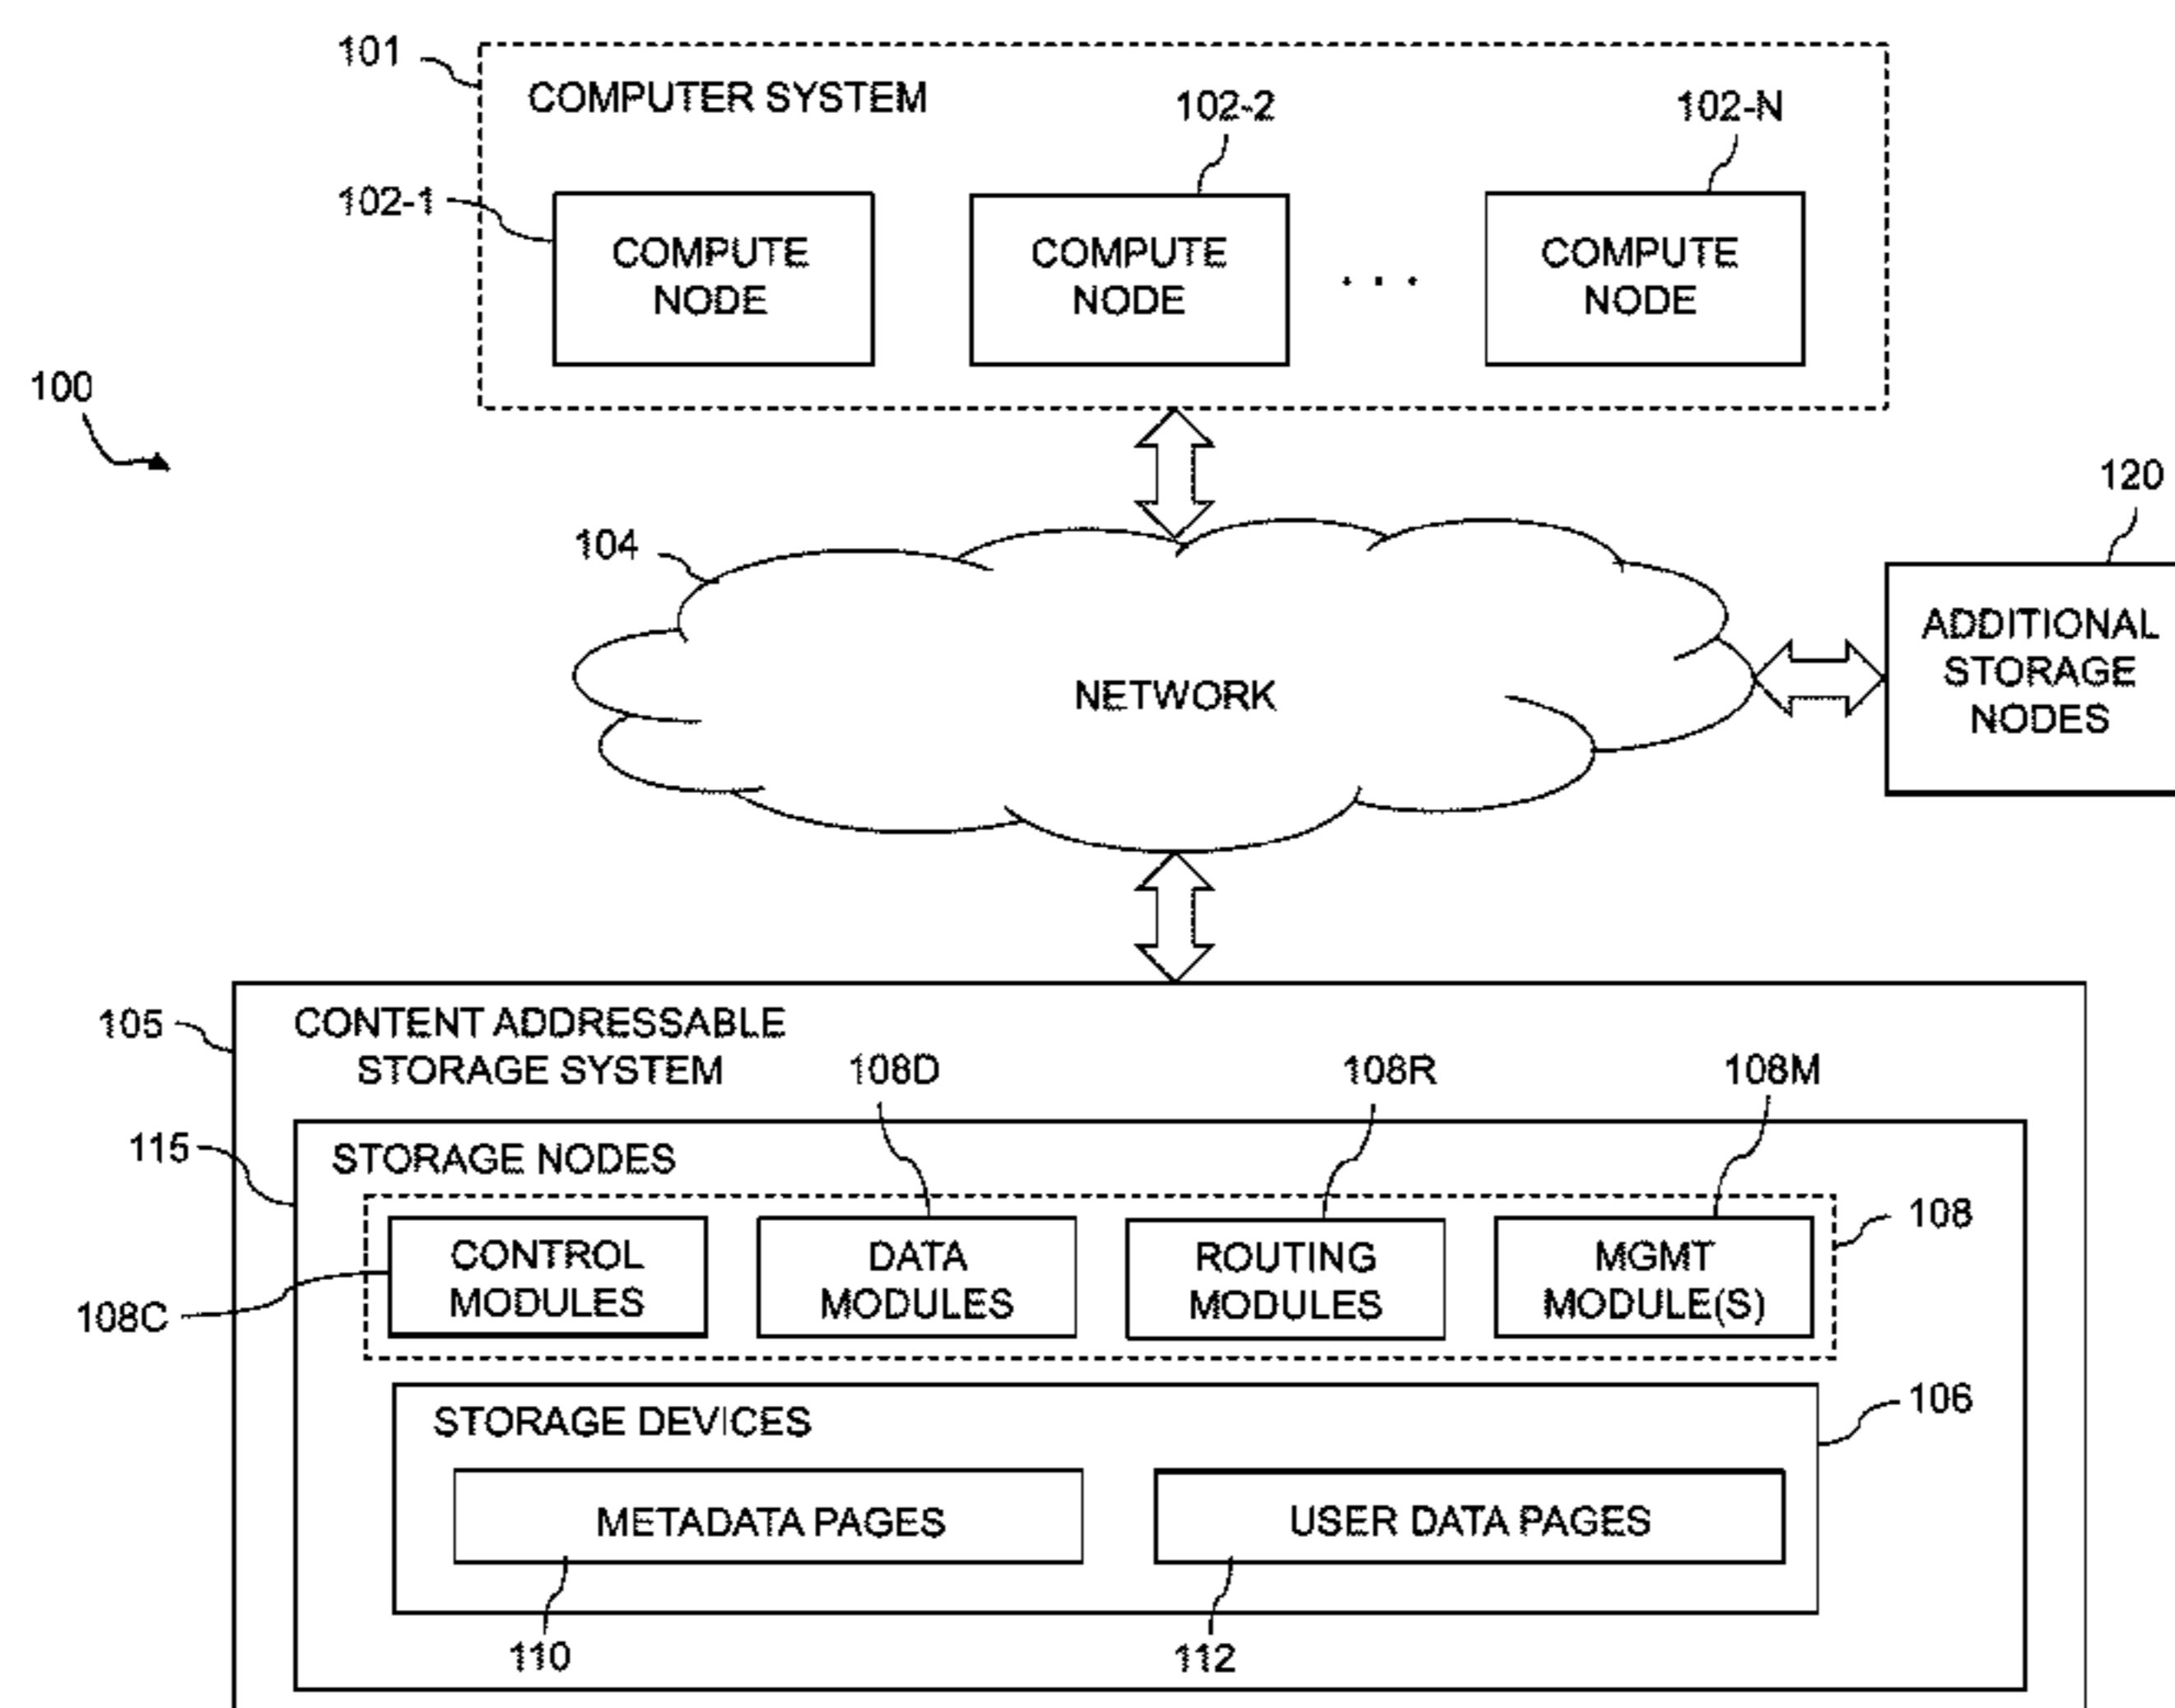 101
COMPUTER SYSTEM
102-2
102-N
102-1
COMPUTE
NODE
COMPUTE
NODE
. . .
COMPUTE
NODE
100
120
104
NETWORK
ADDITIONAL
STORAGE
NODES
105
CONTENT ADDRESSABLE
STORAGE SYSTEM
108D
108R
108M
115
STORAGE NODES
108
CONTROL
MODULES
DATA
MODULES
ROUTING
MODULES
MGMT
MODULE(S)
108C
106
STORAGE DEVICES
METADATA PAGES
USER DATA PAGES
110
112